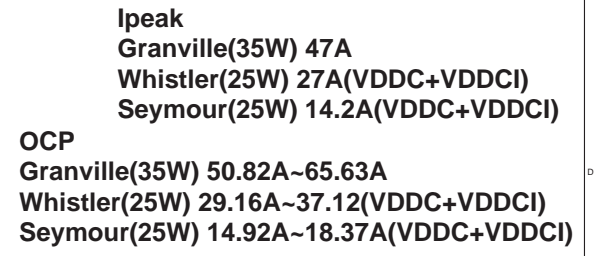 Ipeak
Granville(35W) 47A
Whistler(25W) 27A(VDDC+VDDCI)
Seymour(25W) 14.2A(VDDC+VDDCI)
OCP
Granville(35W) 50.82A~65.63A
D
Whistler(25W) 29.16A~37.12(VDDC+VDDCI)
Seymour(25W) 14.92A~18.37A(VDDC+VDDCI)